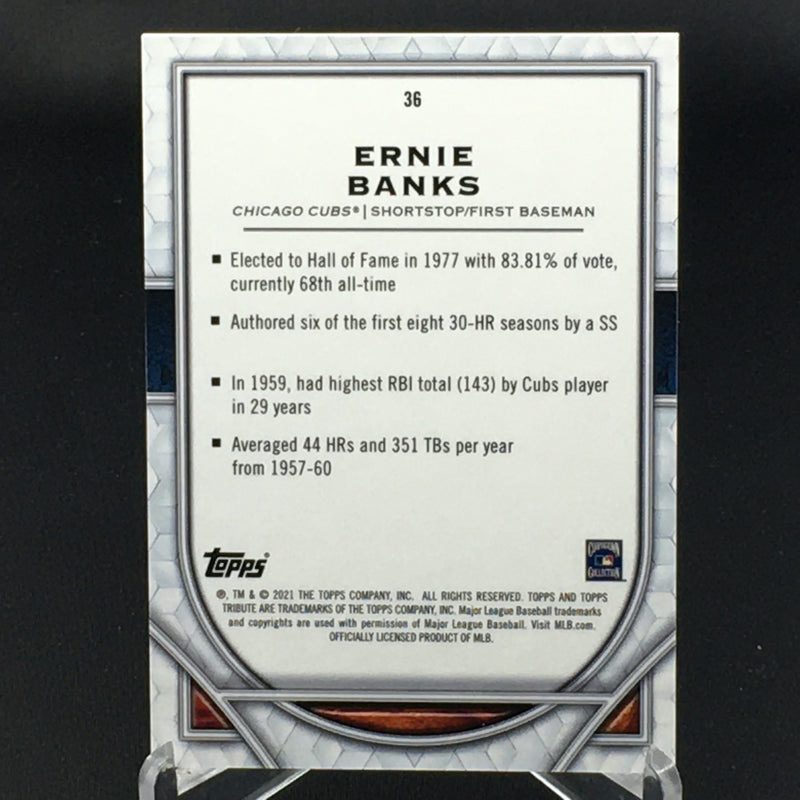 36
ERNIE
BANKS
CHICAGO CUBS® | SHORTSTOP/FIRST BASEMAN
▪ Elected to Hall of Fame in 1977 with 83.81% of vote,
currently 68th all-time
▪ Authored six of the first eight 30-HR seasons by a SS
▪ In 1959, had highest RBI total (143) by Cubs player
in 29 years
▪ Averaged 44 HRs and 351 TBs per year
from 1957-60
Topps®
COOPERSTOWN
COLLECTION
®, TM & © 2021 THE TOPPS COMPANY, INC. ALL RIGHTS RESERVED. TOPPS AND TOPPS
TRIBUTE ARE TRADEMARKS OF THE TOPPS COMPANY, INC. Major League Baseball trademarks
and copyrights are used with permission of Major League Baseball. Visit MLB.com.
OFFICIALLY LICENSED PRODUCT OF MLB.